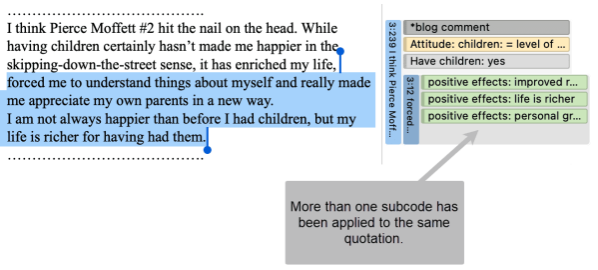 ........................................
I think Pierce Moffett #2 hit the nail on the head. While
having children certainly hasn't made me happier in the
skipping-down-the-street sense, it has enriched my life,
forced me to understand things about myself and really made
me appreciate my own parents in a new way.
I am not always happier than before I had children, but my
life is richer for having had them.
........................................
3:239 I think Pierce Moff...
3:12 forced...
*blog comment
Attitude: children: = level of ...
Have children: yes
positive effects: improved r...
positive effects: life is richer
positive effects: personal gr...
More than one subcode has
been applied to the same
quotation.